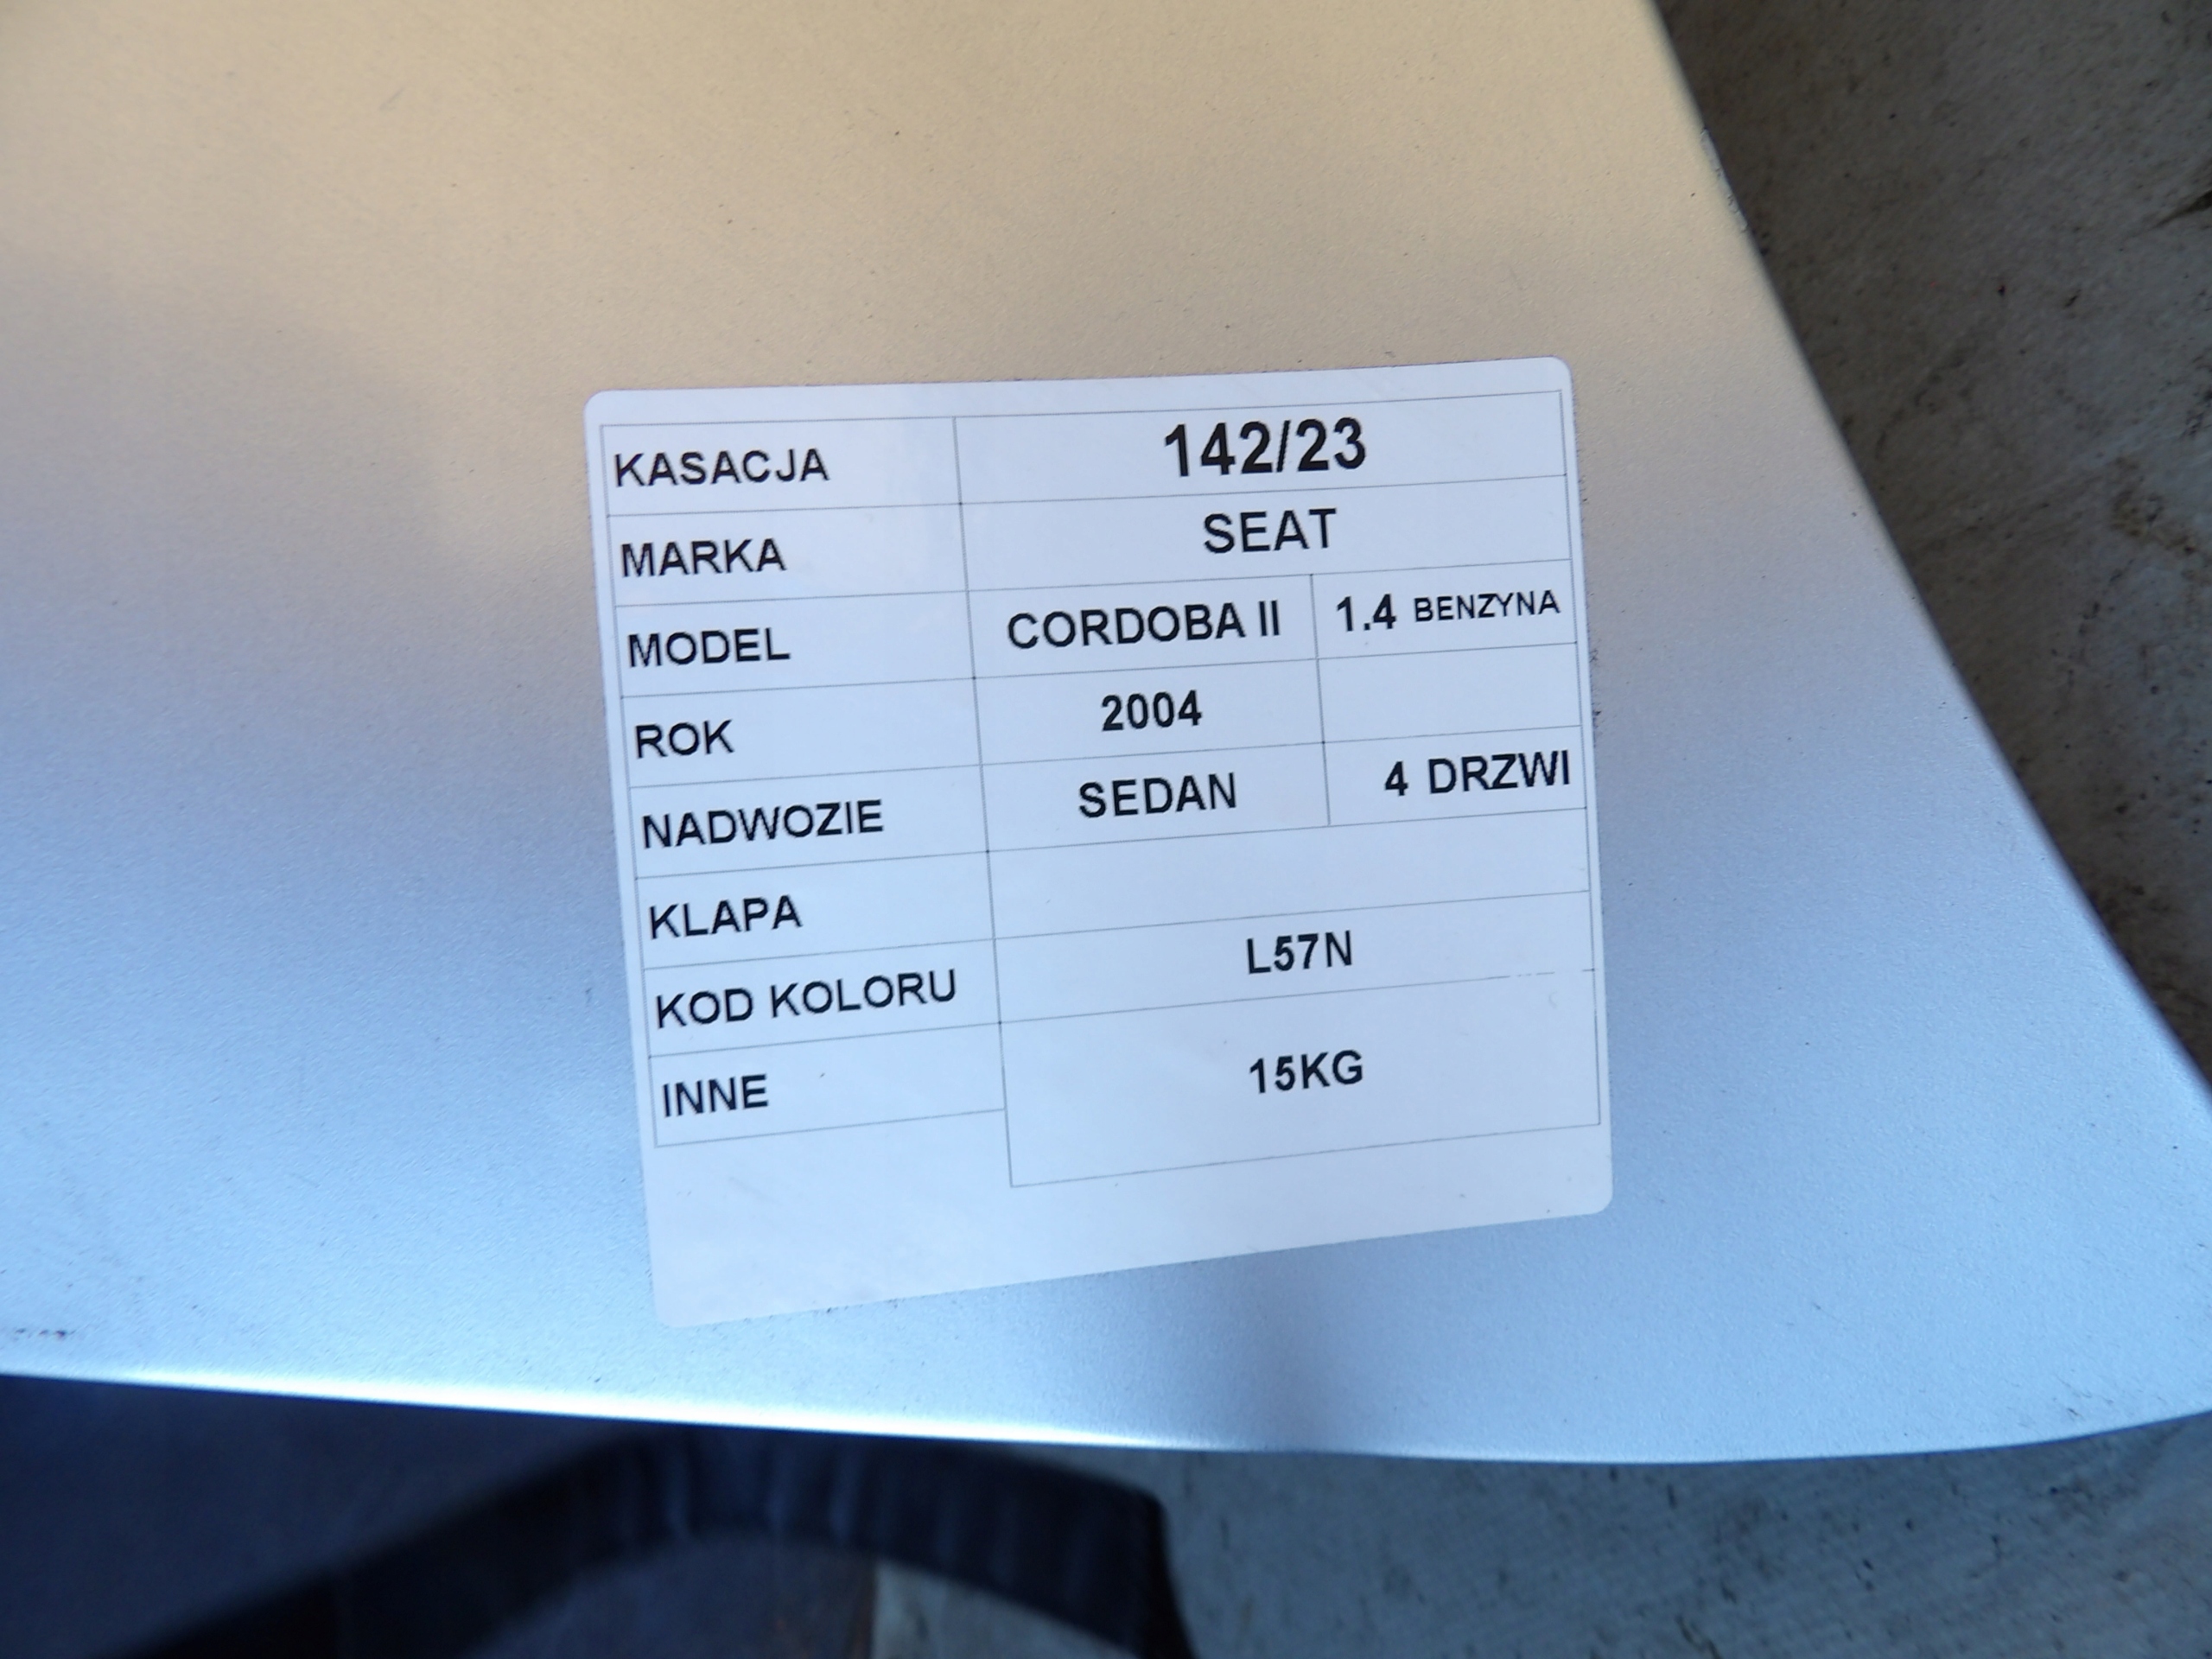 KASACJA 142/23
MARKA SEAT
MODEL CORDOBA II 1.4 BENZYNA
ROK 2004
NADWOZIE SEDAN 4 DRZWI
KLAPA
KOD KOLORU L57N
INNE 15KG